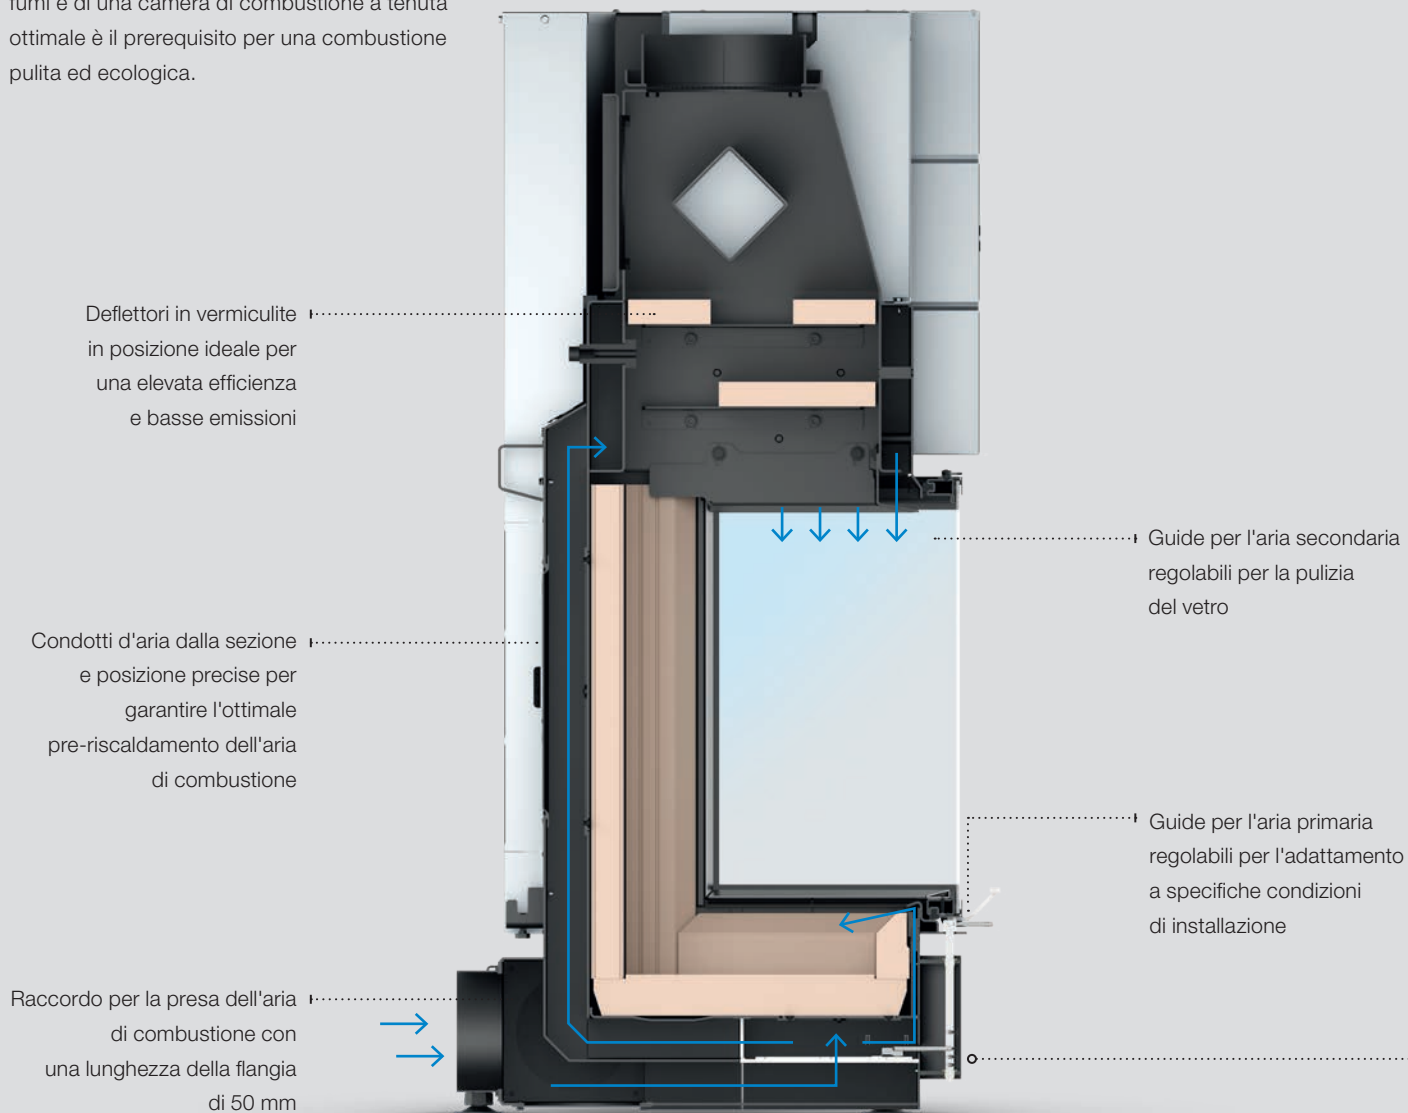 fumi e di una camera di combustione a tenuta
ottimale è il prerequisito per una combustione
pulita ed ecologica.
Deflettori in vermiculite
in posizione ideale per
una elevata efficienza
e basse emissioni
Guide per l'aria secondaria
regolabili per la pulizia
del vetro
Condotti d'aria dalla sezione
e posizione precise per
garantire l'ottimale
pre-riscaldamento dell'aria
di combustione
Guide per l'aria primaria
regolabili per l'adattamento
a specifiche condizioni
di installazione
Raccordo per la presa dell'aria
di combustione con
una lunghezza della flangia
di 50 mm